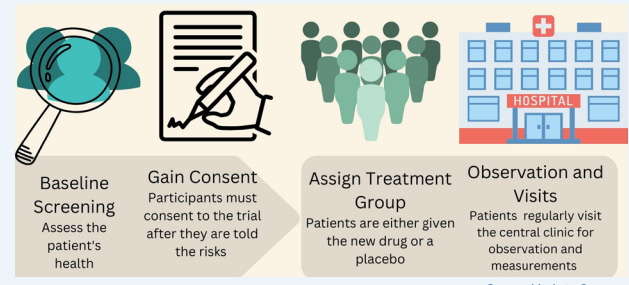 HOSPITAL
Baseline
Screening
Assess the
patient's
health
Gain Consent
Participants must
consent to the trial
after they are told
the risks
Assign Treatment
Group
Patients are either given
the new drug or a
placebo
Observation and
Visits
Patients regularly visit
the central clinic for
observation and
measurements